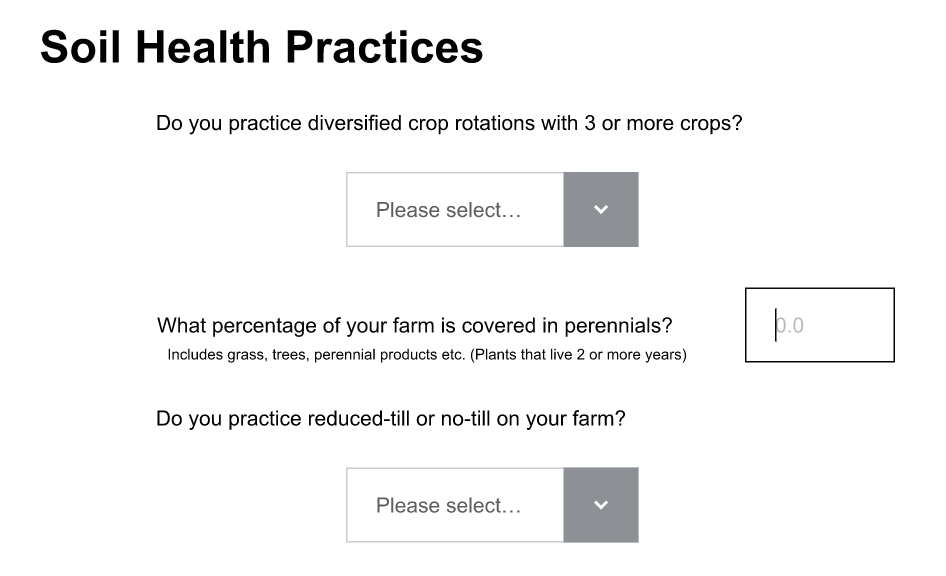 Soil Health Practices
Do you practice diversified crop rotations with 3 or more crops?
Please select...
What percentage of your farm is covered in perennials?
0.0
Includes grass, trees, perennial products etc. (Plants that live 2 or more years)
Do you practice reduced-till or no-till on your farm?
Please select...